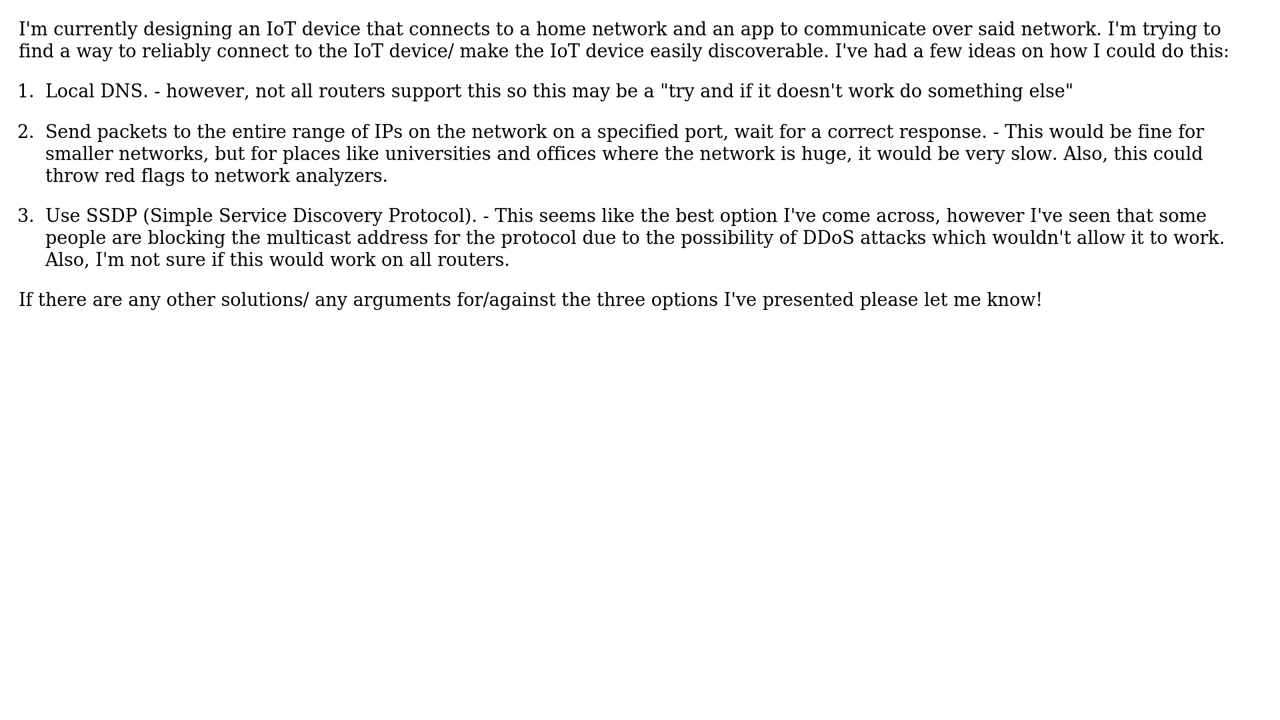 I'm currently designing an IoT device that connects to a home network and an app to communicate over said network. I'm trying to
find a way to reliably connect to the IoT device/ make the IoT device easily discoverable. I've had a few ideas on how I could do this:
1. Local DNS. - however, not all routers support this so this may be a "try and if it doesn't work do something else"
2. Send packets to the entire range of IPs on the network on a specified port, wait for a correct response. - This would be fine for
smaller networks, but for places like universities and offices where the network is huge, it would be very slow. Also, this could
throw red flags to network analyzers.
3. Use SSDP (Simple Service Discovery Protocol). - This seems like the best option I've come across, however I've seen that some
people are blocking the multicast address for the protocol due to the possibility of DDoS attacks which wouldn't allow it to work.
Also, I'm not sure if this would work on all routers.
If there are any other solutions/ any arguments for/against the three options I've presented please let me know!